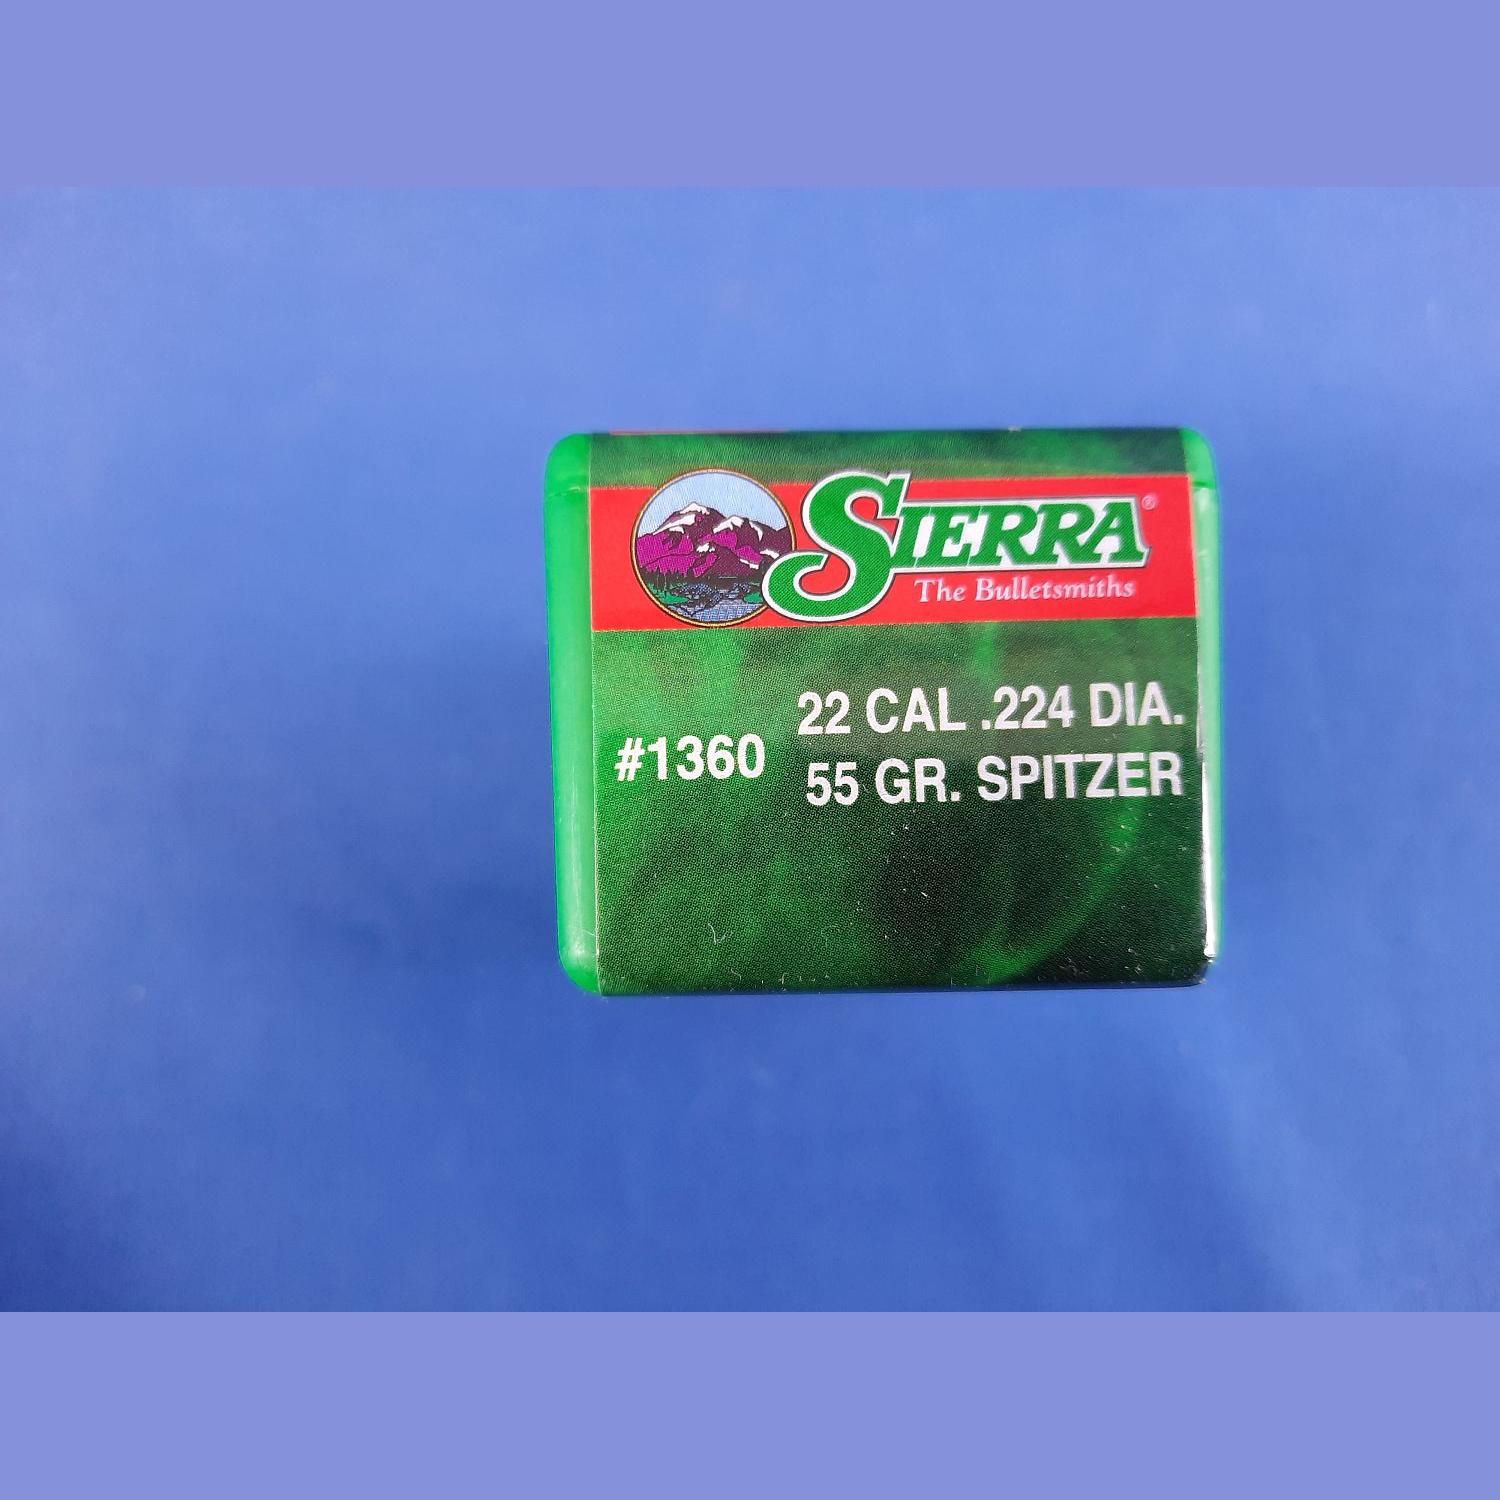 SIERRA®
The Bulletsmiths
#1360
22 CAL .224 DIA.
55 GR. SPITZER